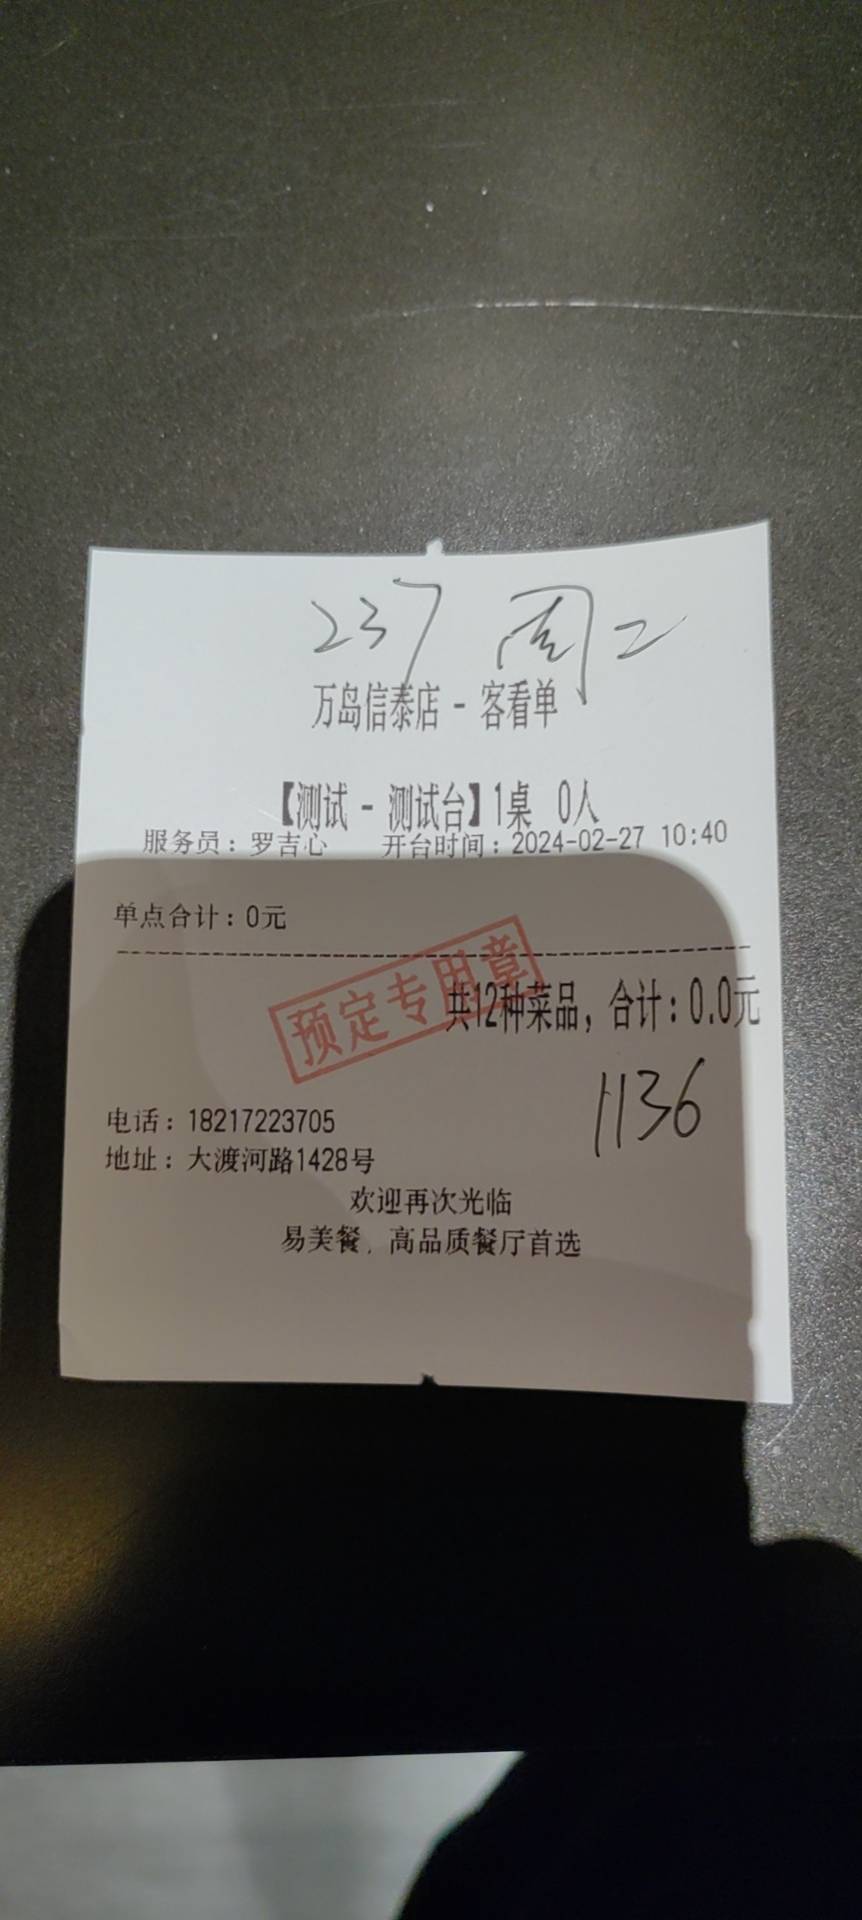 237 周二
万岛信泰店 - 客看单
【测试 - 测试台】1桌 0人
服务员：罗吉心 开台时间：2024-02-27 10:40
单点合计：0元
预定专用章
共12种菜品，合计：0.0元
1136
电话：18217223705
地址：大渡河路1428号
欢迎再次光临
易美餐，高品质餐厅首选